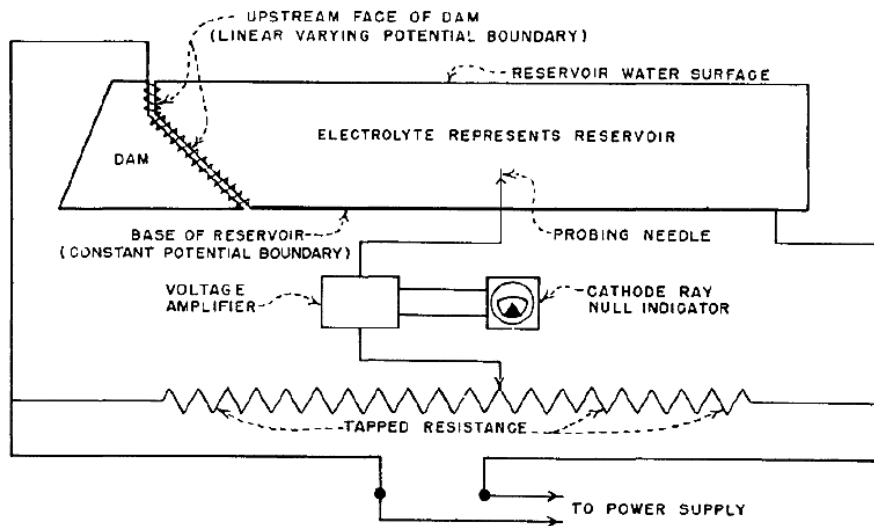 UPSTREAM FACE OF DAM
(LINEAR VARYING POTENTIAL BOUNDARY)
RESERVOIR WATER SURFACE
ELECTROLYTE REPRESENTS RESERVOIR
DAM
BASE OF RESERVOIR
(CONSTANT POTENTIAL BOUNDARY)
PROBING NEEDLE
VOLTAGE
AMPLIFIER
CATHODE RAY
NULL INDICATOR
TAPPED RESISTANCE
TO POWER SUPPLY